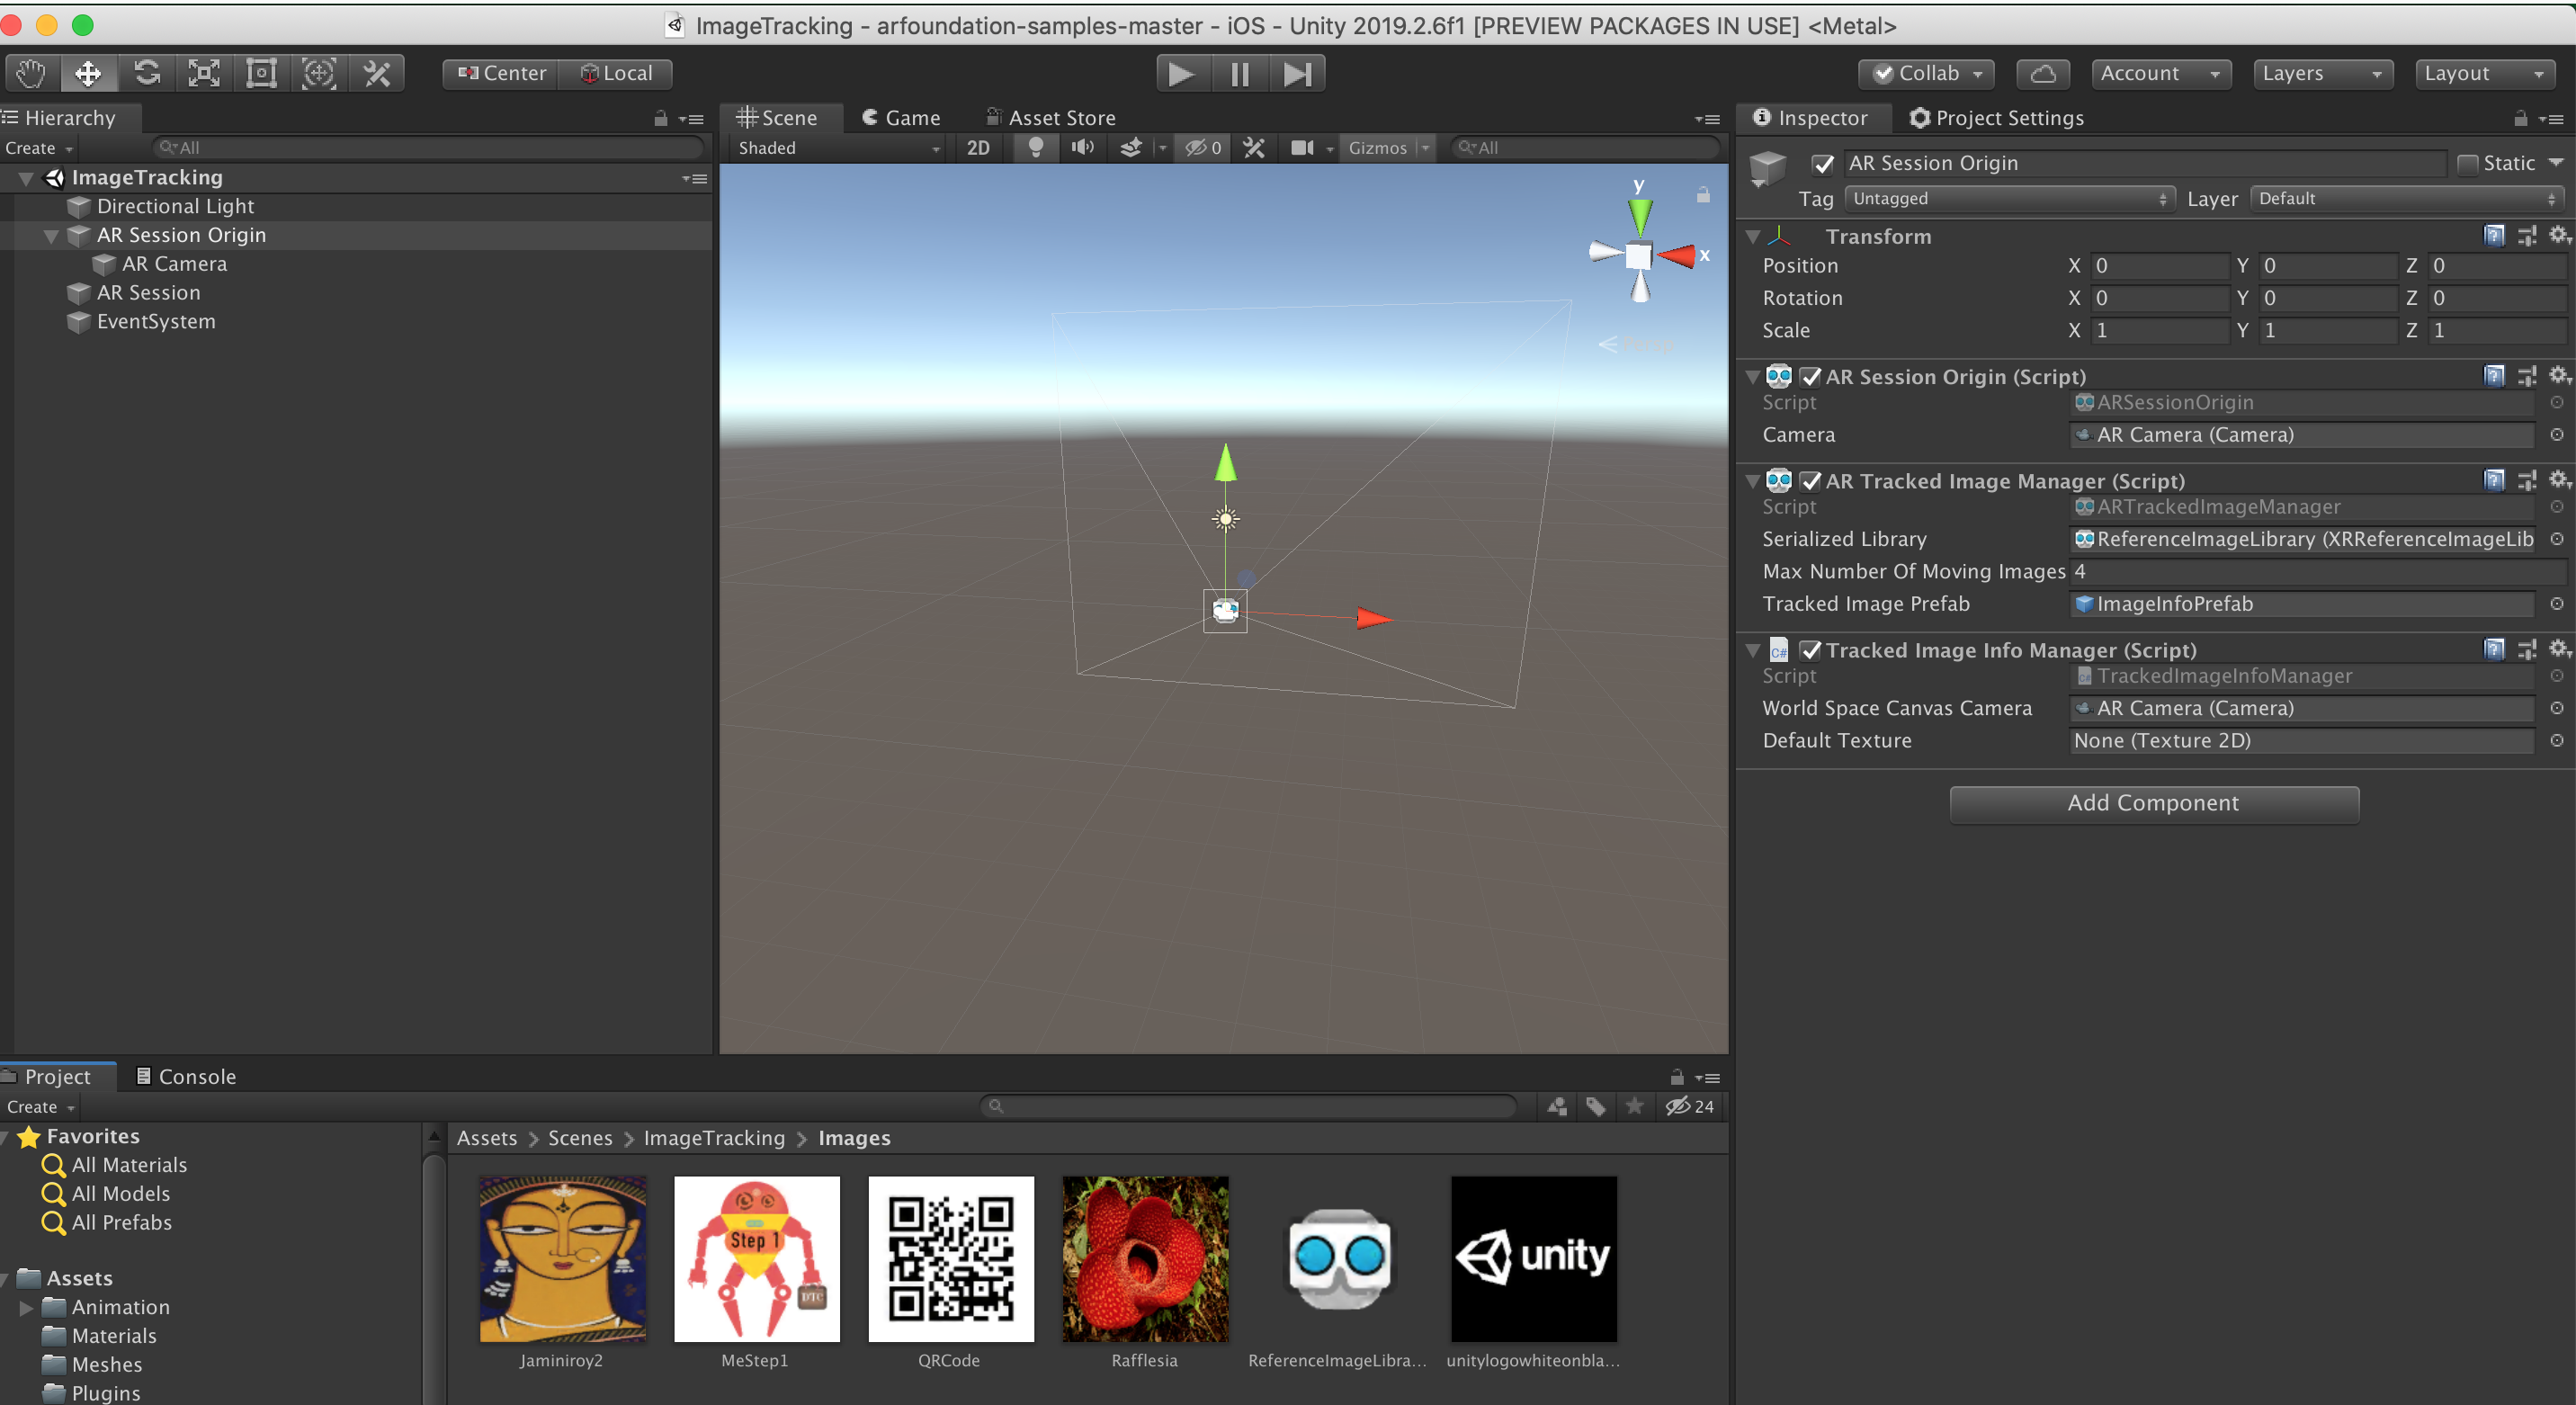 ImageTracking - arfoundation-samples-master - iOS - Unity 2019.2.6f1 [PREVIEW PACKAGES IN USE] <Metal>
Center Local Collab Account Layers Layout
Hierarchy
Create All
ImageTracking
Directional Light
AR Session Origin
AR Camera
AR Session
EventSystem
Scene Game Asset Store
Shaded 2D 0 Gizmos All
y
x
Persp
Inspector Project Settings
AR Session Origin Static
Tag Untagged Layer Default
Transform
Position X 0 Y 0 Z 0
Rotation X 0 Y 0 Z 0
Scale X 1 Y 1 Z 1
AR Session Origin (Script)
Script ARSessionOrigin
Camera AR Camera (Camera)
AR Tracked Image Manager (Script)
Script ARTrackedImageManager
Serialized Library ReferenceImageLibrary (XRReferenceImageLib
Max Number Of Moving Images 4
Tracked Image Prefab ImageInfoPrefab
C# Tracked Image Info Manager (Script)
Script TrackedImageInfoManager
World Space Canvas Camera AR Camera (Camera)
Default Texture None (Texture 2D)
Add Component
Project Console
Create 24
Favorites
All Materials
All Models
All Prefabs
Assets
Animation
Materials
Meshes
Plugins
Assets > Scenes > ImageTracking > Images
Step 1
DTC
unity
Jaminiroy2 MeStep1 QRCode Rafflesia ReferenceImageLibra... unitylogowhiteonbla...